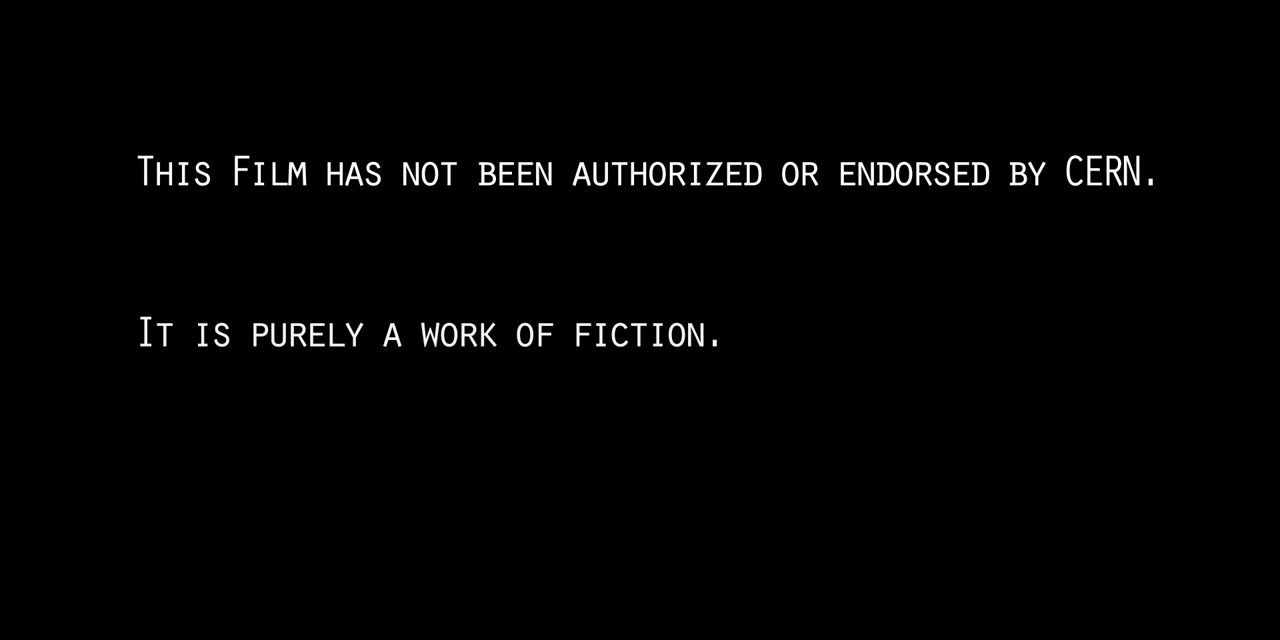 This Film has not been authorized or endorsed by CERN.
It is purely a work of fiction.